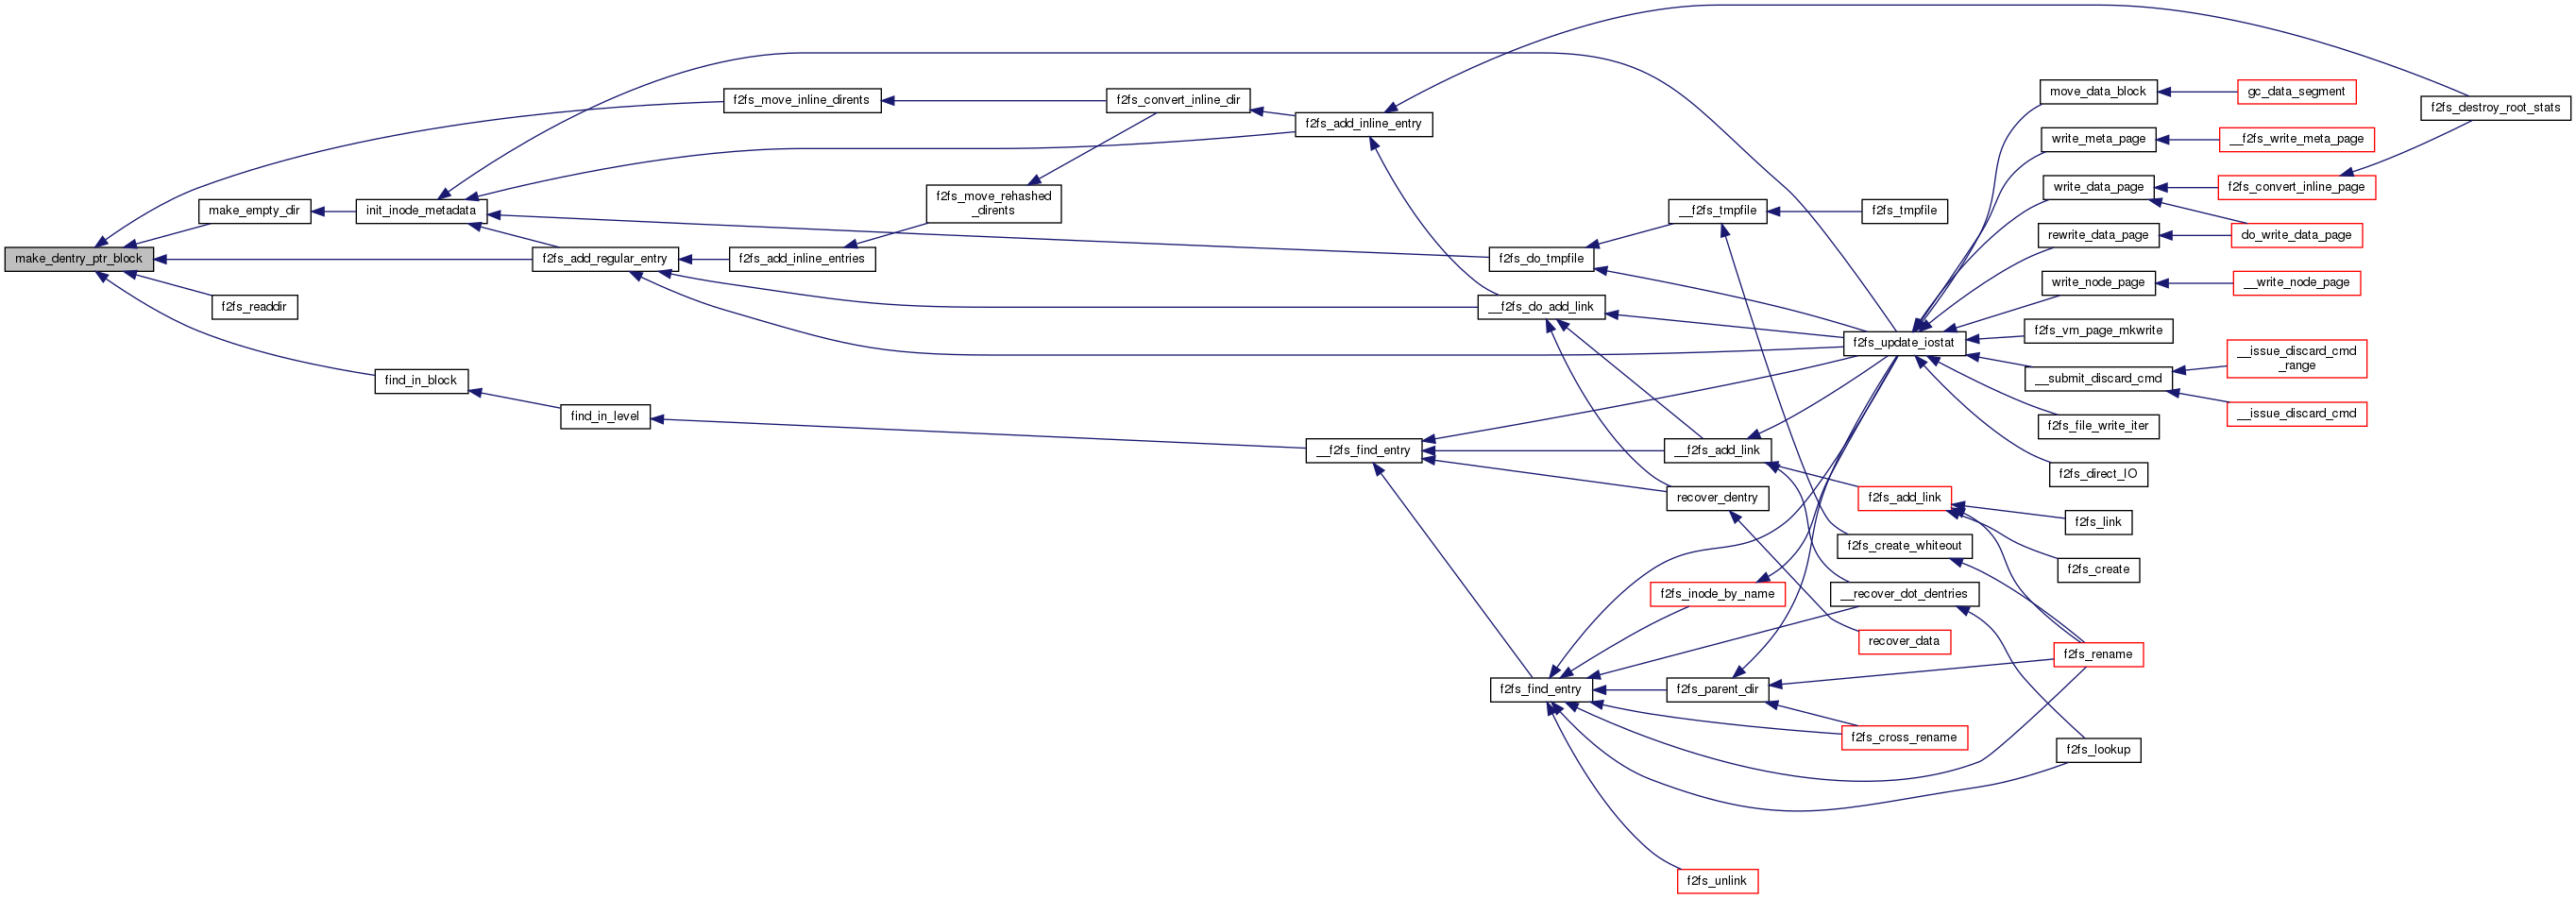 make_dentry_ptr_block
f2fs_move_inline_dirents
make_empty_dir
f2fs_add_regular_entry
f2fs_readdir
find_in_block
init_inode_metadata
find_in_level
f2fs_convert_inline_dir
f2fs_move_rehashed
_dirents
f2fs_add_inline_entries
f2fs_add_inline_entry
__f2fs_find_entry
f2fs_do_tmpfile
__f2fs_do_add_link
f2fs_find_entry
__f2fs_tmpfile
__f2fs_add_link
recover_dentry
f2fs_inode_by_name
f2fs_parent_dir
f2fs_unlink
f2fs_tmpfile
f2fs_update_iostat
f2fs_add_link
f2fs_create_whiteout
__recover_dot_dentries
recover_data
f2fs_cross_rename
move_data_block
write_meta_page
write_data_page
rewrite_data_page
write_node_page
f2fs_vm_page_mkwrite
__submit_discard_cmd
f2fs_file_write_iter
f2fs_direct_IO
f2fs_link
f2fs_create
f2fs_rename
f2fs_lookup
gc_data_segment
__f2fs_write_meta_page
f2fs_convert_inline_page
do_write_data_page
__write_node_page
__issue_discard_cmd
_range
__issue_discard_cmd
f2fs_destroy_root_stats